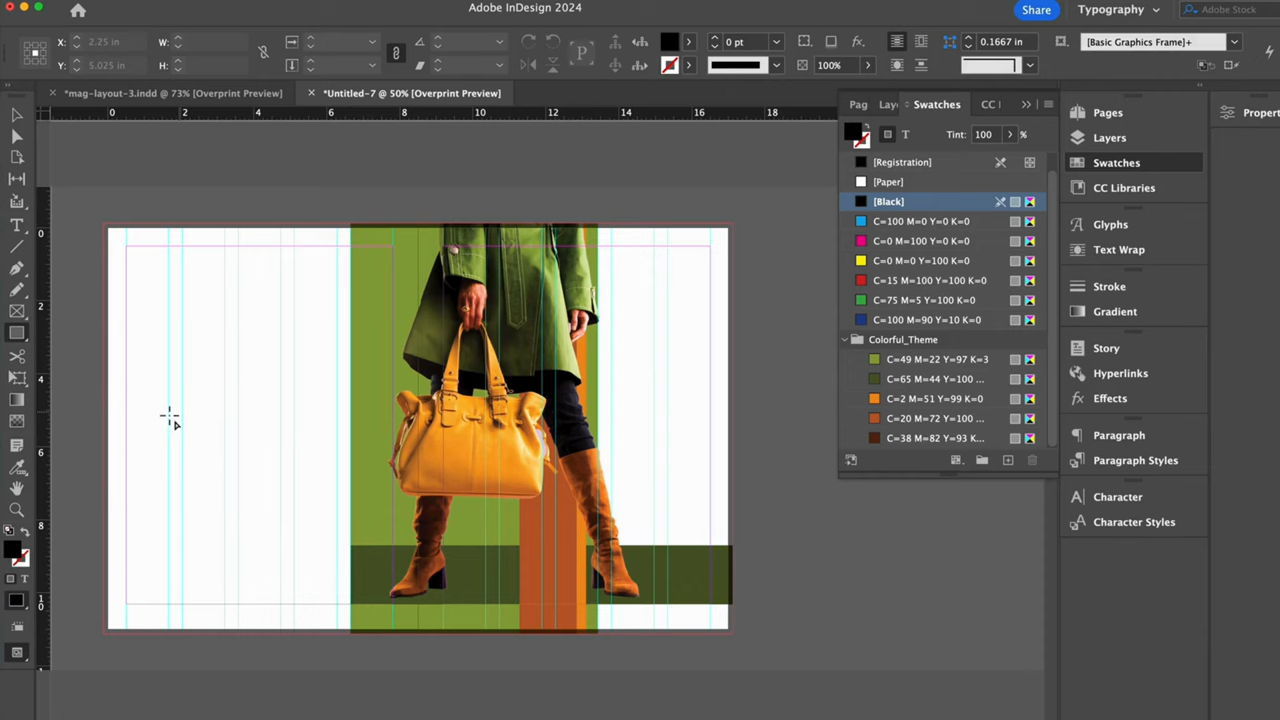 Adobe InDesign 2024
Share
Typography
Adobe Stock
X: 2.25 in
W:
0 pt
0.1667 in
[Basic Graphics Frame]+
Y: 5.025 in
H:
P
fx.
100%
*mag-layout-3.indd @ 73% [Overprint Preview]
*Untitled-7 @ 50% [Overprint Preview]
0 2 4 6 8 10 12 14 16 18
0
2
4
6
8
1
0
Pag
Laye
Swatches
CC I
T
Tint: 100 %
[Registration]
[Paper]
[Black]
C=100 M=0 Y=0 K=0
C=0 M=100 Y=0 K=0
C=0 M=0 Y=100 K=0
C=15 M=100 Y=100 K=0
C=75 M=5 Y=100 K=0
C=100 M=90 Y=10 K=0
Colorful_Theme
C=49 M=22 Y=97 K=3
C=65 M=44 Y=100 ...
C=2 M=51 Y=99 K=0
C=20 M=72 Y=100 ...
C=38 M=82 Y=93 K...
Pages
Layers
Swatches
CC Libraries
Glyphs
Text Wrap
Stroke
Gradient
Story
Hyperlinks
Effects
Paragraph
Paragraph Styles
Character
Character Styles
Propert
T
T